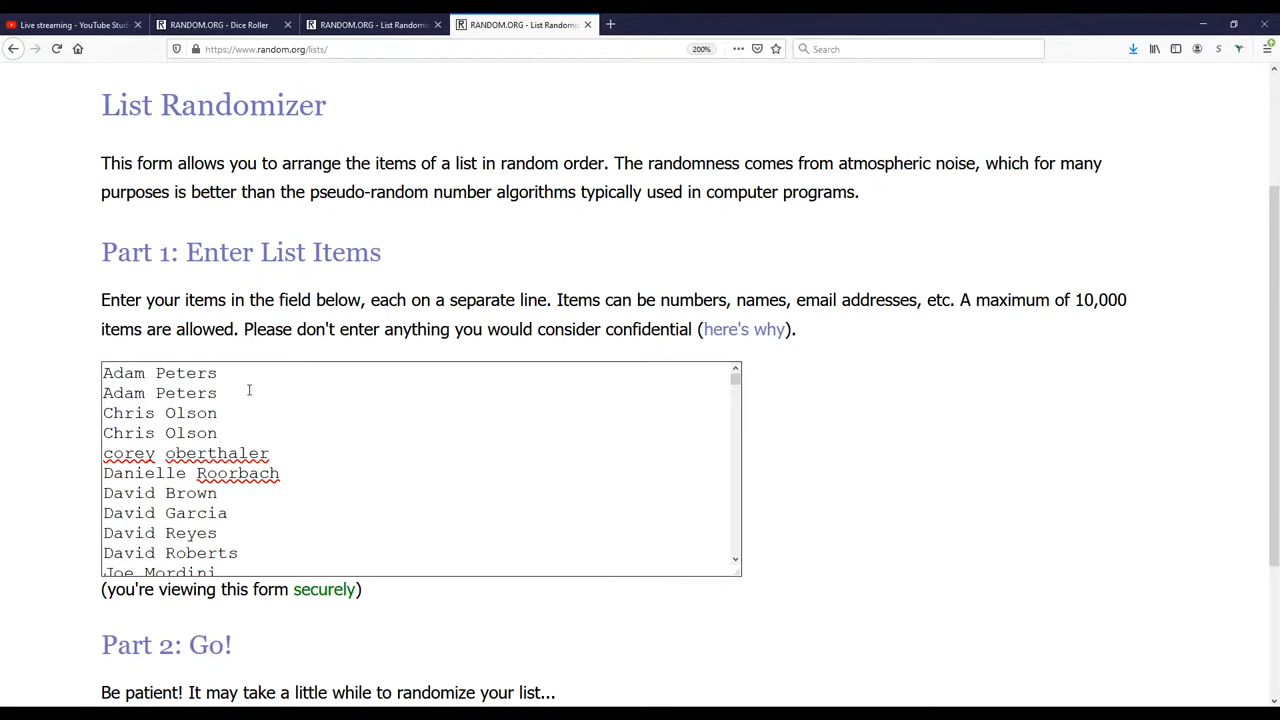 Live streaming - YouTube Stud
RANDOM.ORG - Dice Roller
RANDOM.ORG - List Randomiz
RANDOM.ORG - List Randomiz
https://www.random.org/lists/
200%
Search
List Randomizer
This form allows you to arrange the items of a list in random order. The randomness comes from atmospheric noise, which for many
purposes is better than the pseudo-random number algorithms typically used in computer programs.
Part 1: Enter List Items
Enter your items in the field below, each on a separate line. Items can be numbers, names, email addresses, etc. A maximum of 10,000
items are allowed. Please don't enter anything you would consider confidential (here's why).
Adam Peters
Adam Peters
Chris Olson
Chris Olson
corey oberthaler
Danielle Roorbach
David Brown
David Garcia
David Reyes
David Roberts
Joe Mordini
(you're viewing this form securely)
Part 2: Go!
Be patient! It may take a little while to randomize your list...